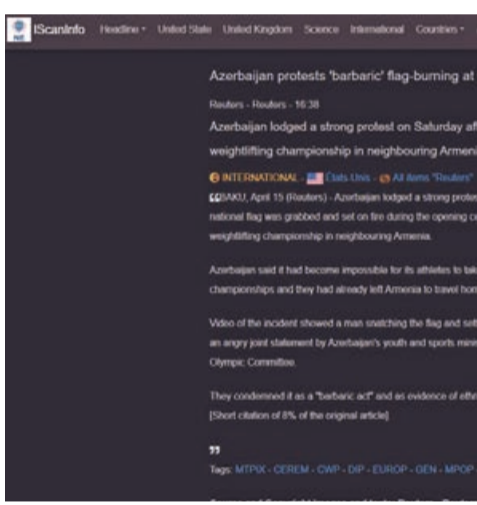 IScanInfo Headline United State United Kingdom Science International Countries
Azerbaijan protests 'barbaric' flag-burning at
Reuters - Reuters - 16:38
Azerbaijan lodged a strong protest on Saturday af
weightlifting championship in neighbouring Armeni
INTERNATIONAL - États Unis - All items "Reuters"
BAKU, April 15 (Reuters) - Azerbaijan lodged a strong protes
national flag was grabbed and set on fire during the opening ce
weightlifting championship in neighbouring Armenia.
Azerbaijan said it had become impossible for its athletes to tak
championships and they had already left Armenia to travel hom
Video of the incident showed a man snatching the flag and sett
an angry joint statement by Azerbaijan's youth and sports minis
Olympic Committee.
They condemned it as a "barbaric act" and as evidence of ethn
[Short citation of 8% of the original article]
Tags: MTPIX - CEREM - CWP - DIP - EUROP - GEN - MPOP -